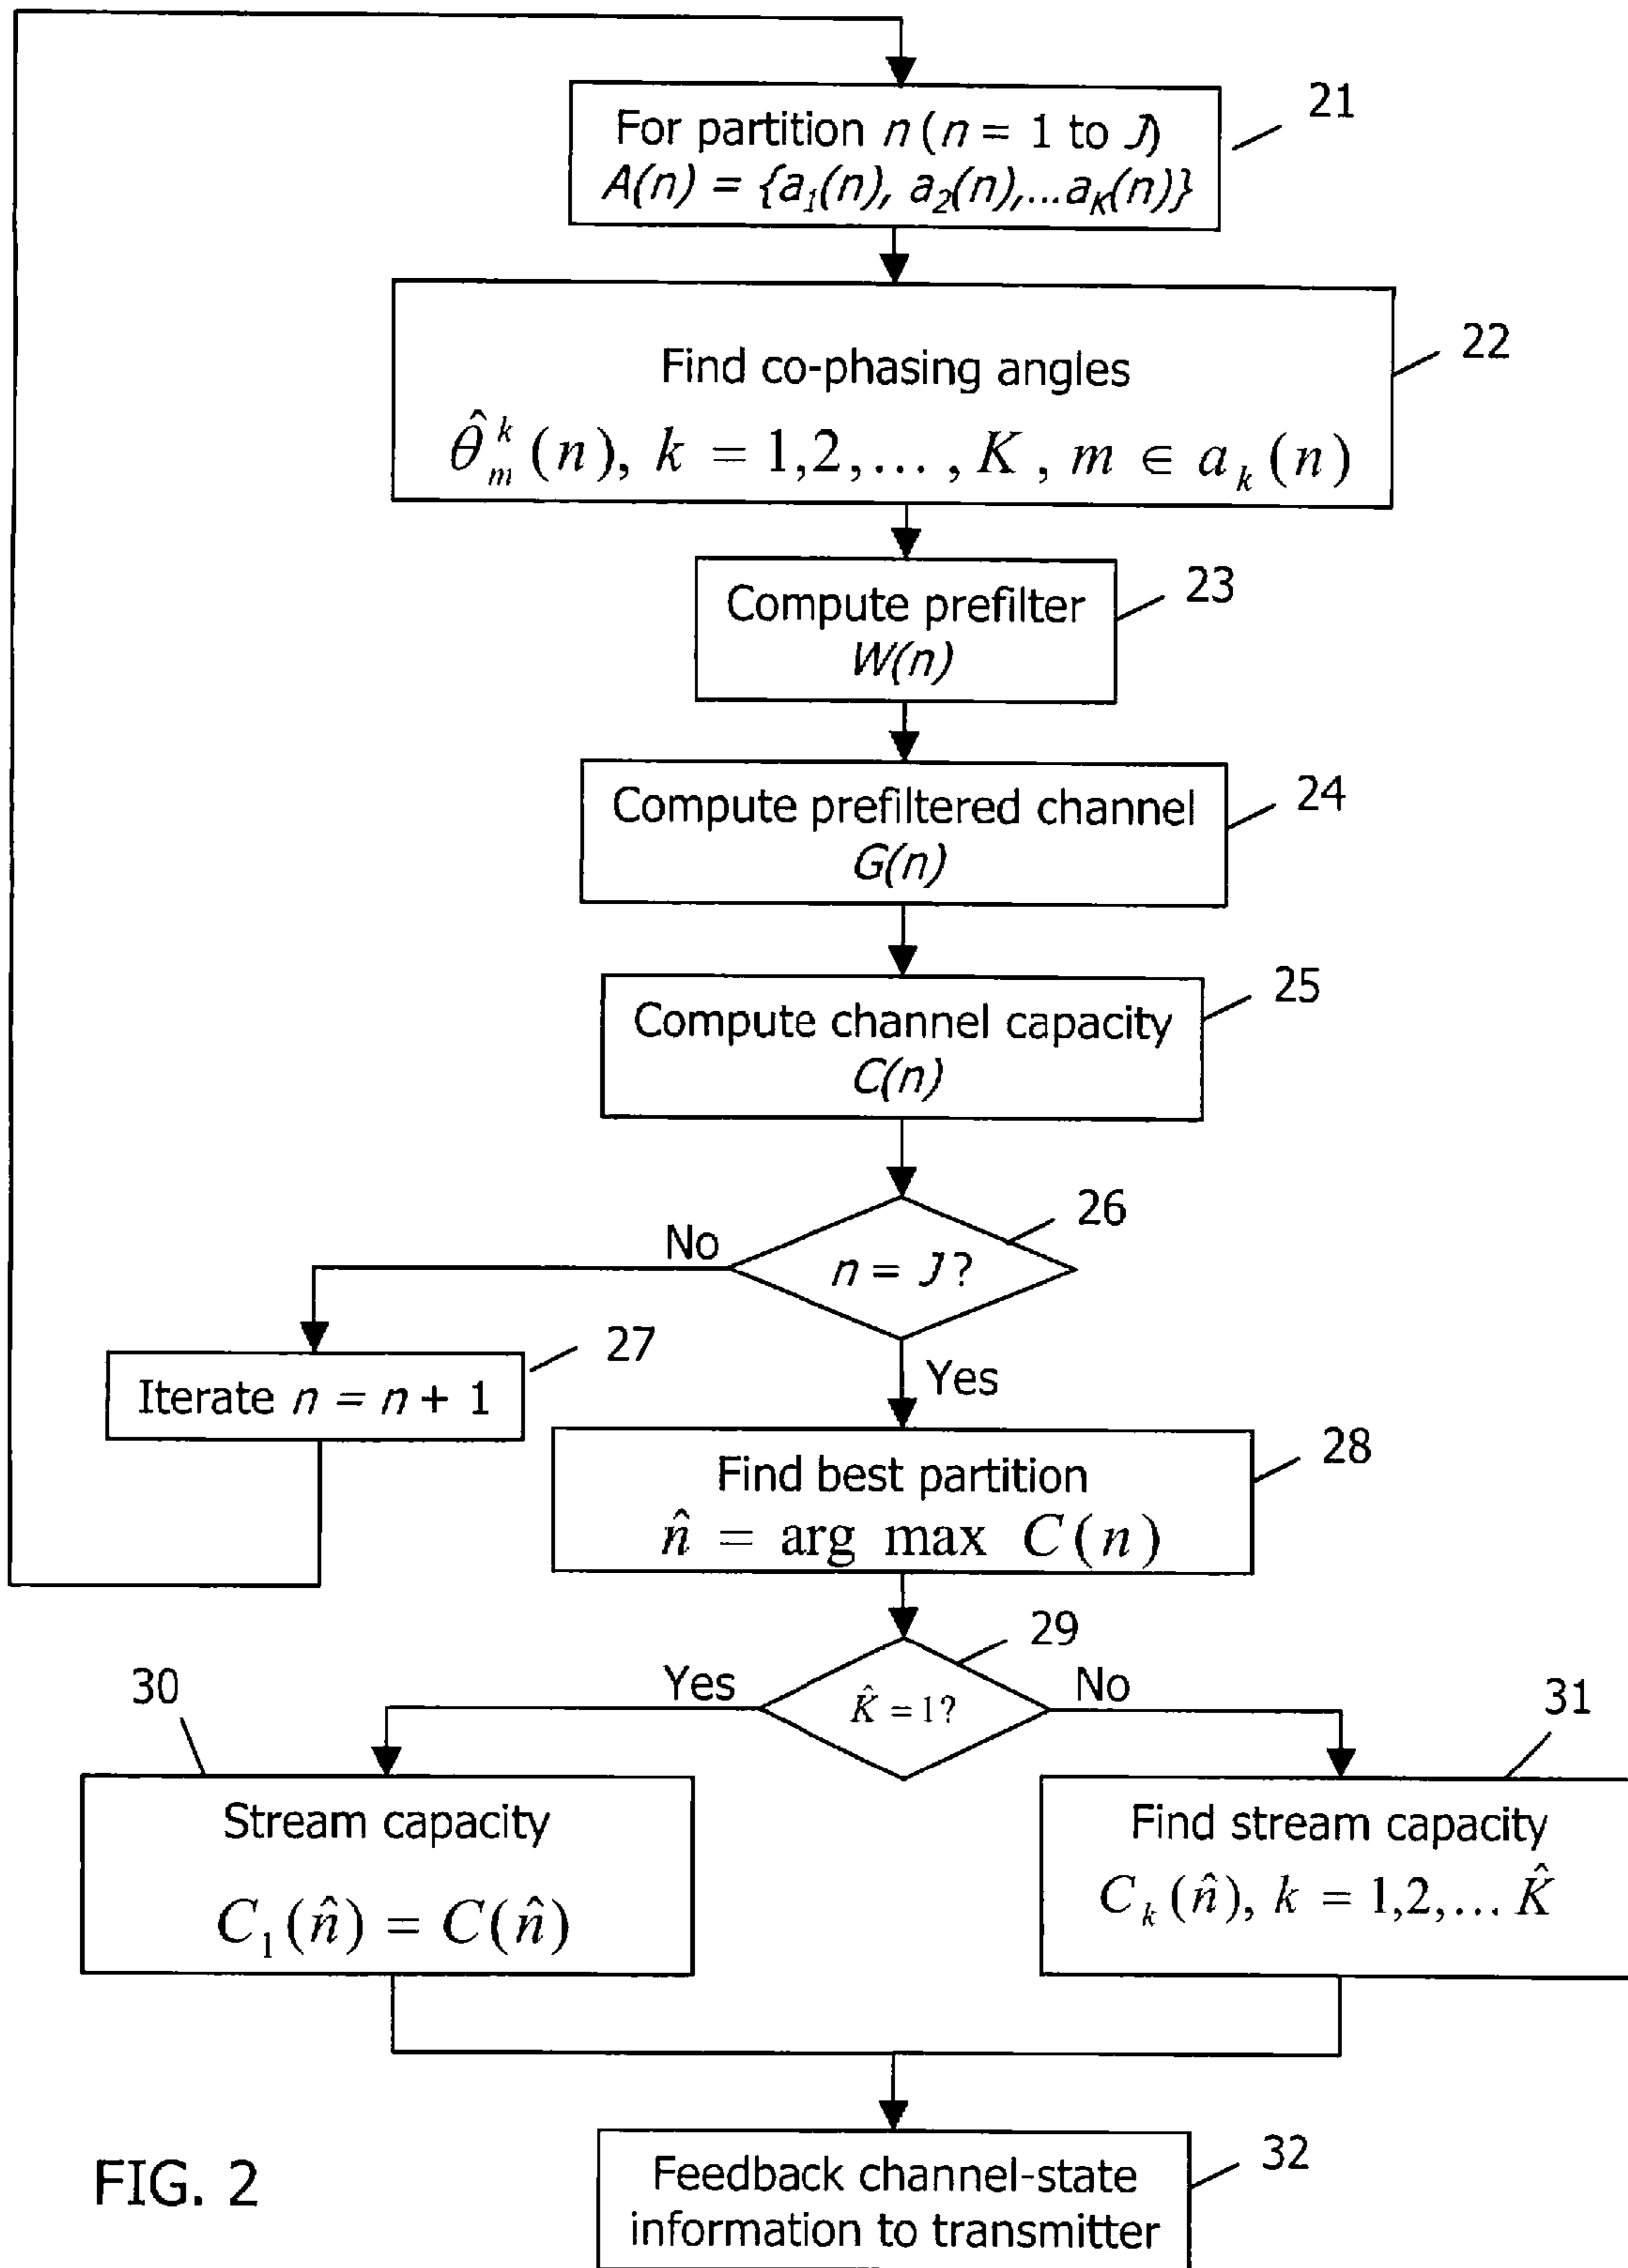 21
For partition n (n = 1 to J)
A(n) = {a₁(n), a₂(n),...a_K(n)}
22
Find co-phasing angles
θ̂ₘᵏ(n), k = 1,2,... , K , m ∈ aₖ(n)
23
Compute prefilter
W(n)
24
Compute prefiltered channel
G(n)
25
Compute channel capacity
C(n)
26
No
n = J?
27
Yes
Iterate n = n + 1
28
Find best partition
n̂ = arg max C(n)
29
30
Yes
K̂ = 1?
No
31
Stream capacity
C₁(n̂) = C(n̂)
Find stream capacity
Cₖ(n̂), k = 1,2,... K̂
FIG. 2
32
Feedback channel-state
information to transmitter